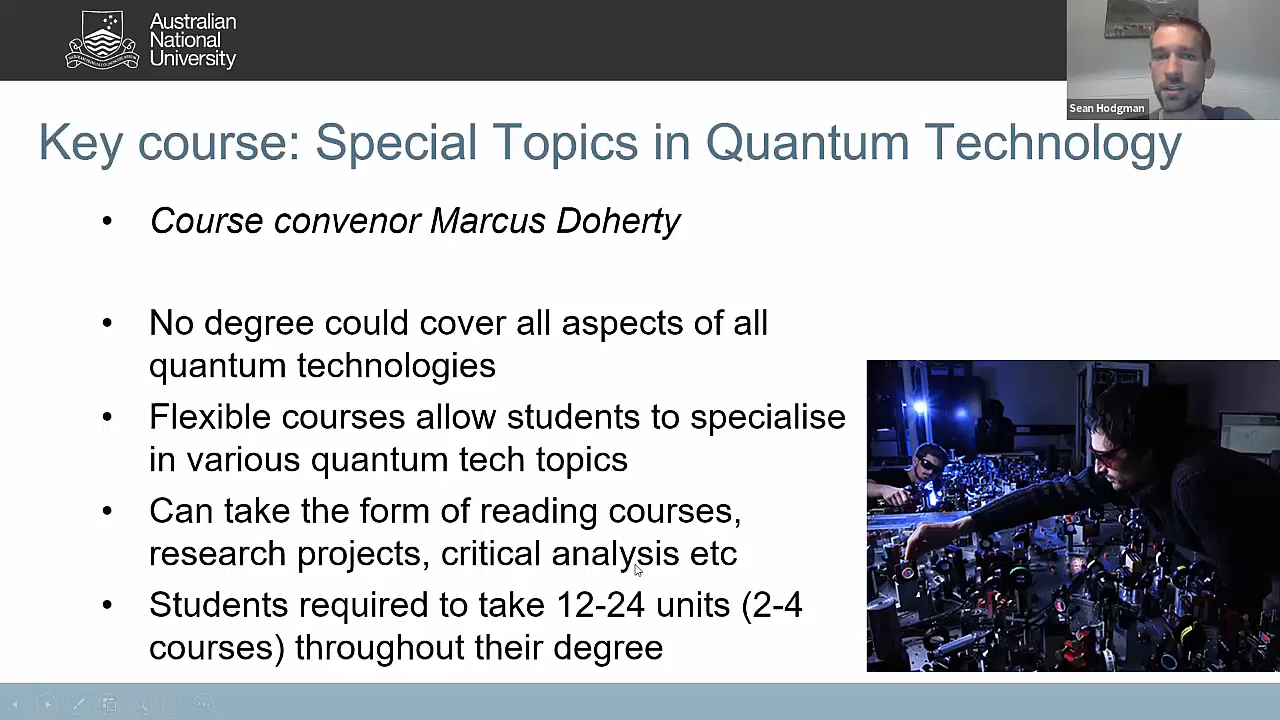 Australian
National
University
Sean Hodgman
Key course: Special Topics in Quantum Technology
• Course convenor Marcus Doherty
• No degree could cover all aspects of all
quantum technologies
• Flexible courses allow students to specialise
in various quantum tech topics
• Can take the form of reading courses,
research projects, critical analysis etc
• Students required to take 12-24 units (2-4
courses) throughout their degree